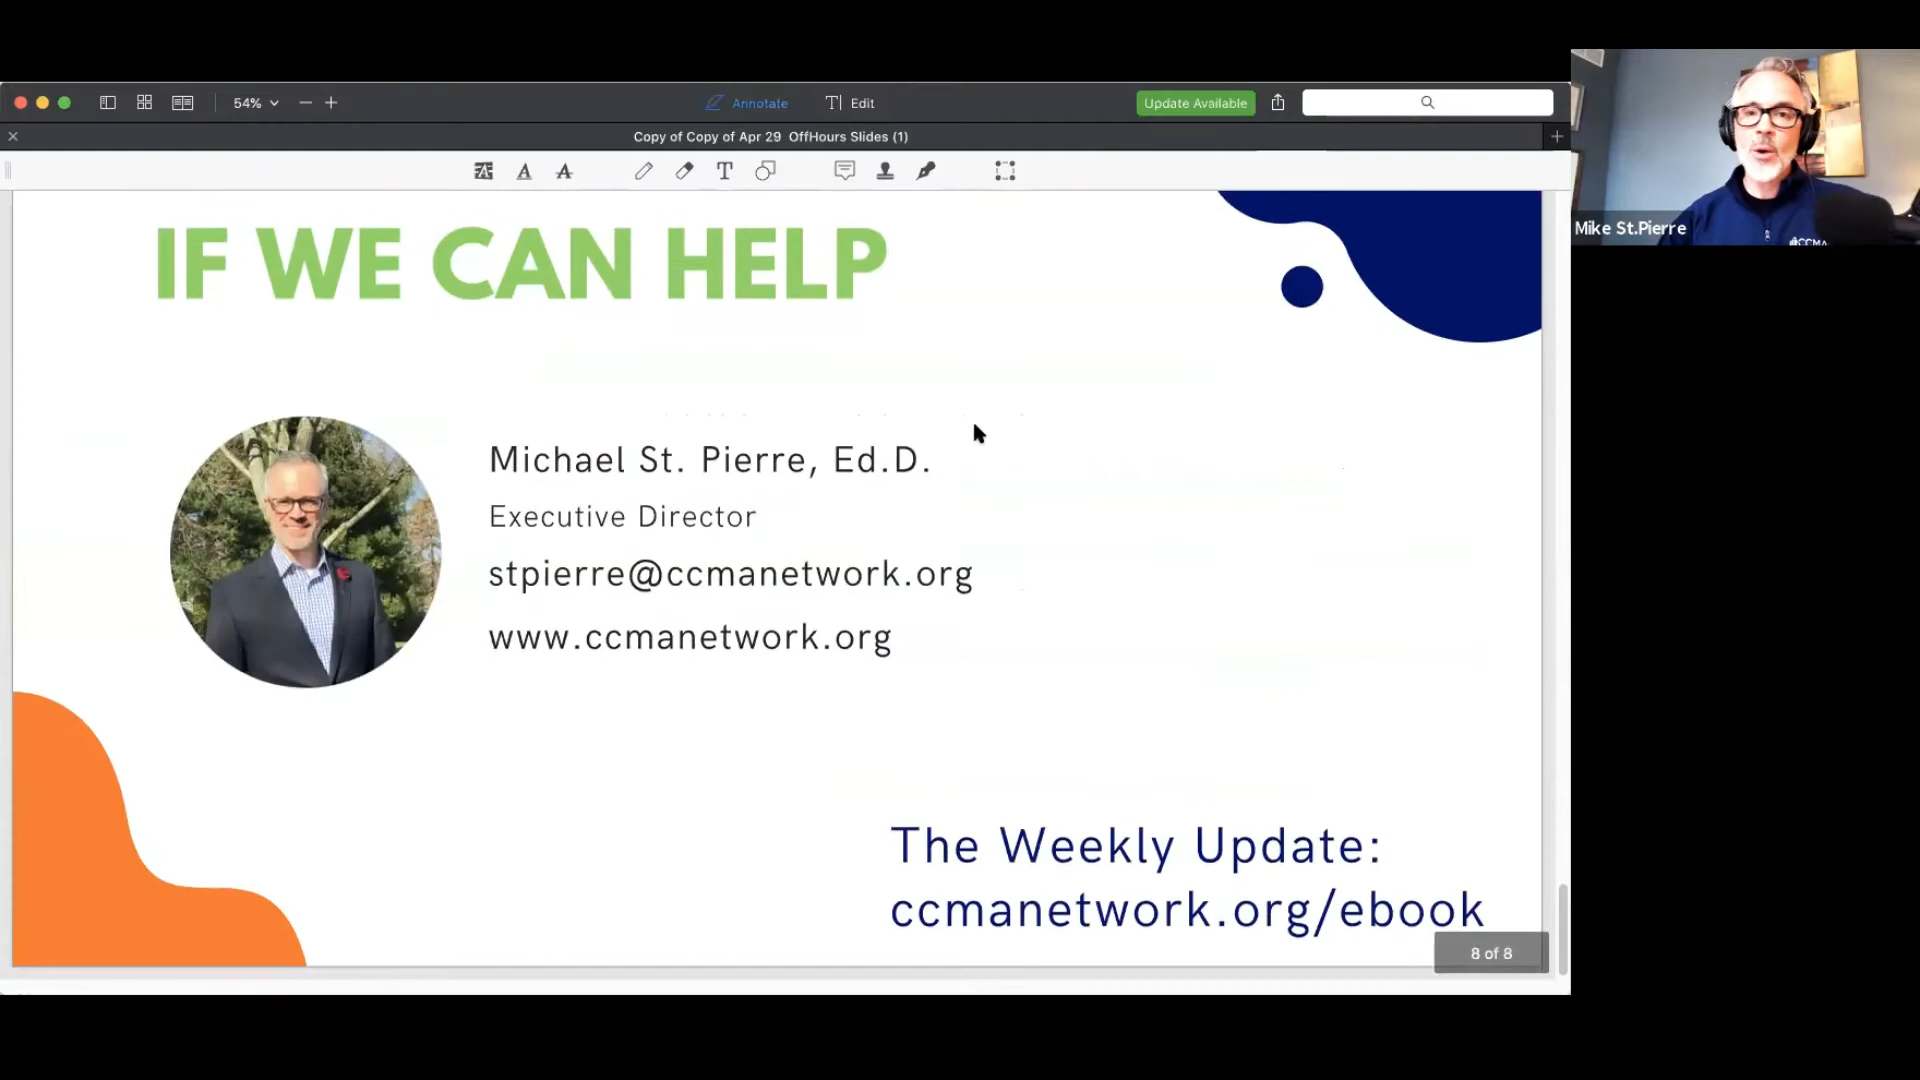 54%
Annotate
T| Edit
Update Available
Copy of Copy of Apr 29 OffHours Slides (1)
IF WE CAN HELP
Michael St. Pierre, Ed.D.
Executive Director
stpierre@ccmanetwork.org
www.ccmanetwork.org
The Weekly Update:
ccmanetwork.org/ebook
8 of 8
Mike St.Pierre
CCMA